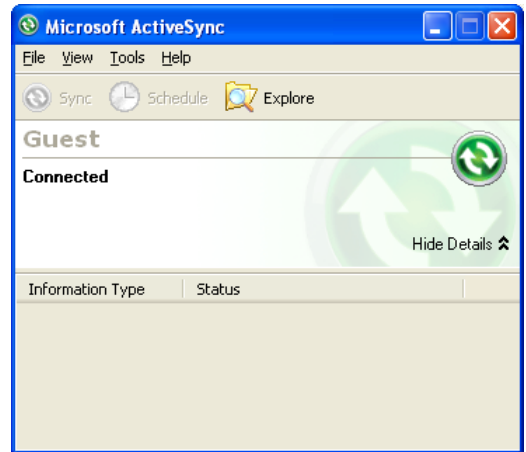 Microsoft ActiveSync
File View Tools Help
Sync Schedule Explore
Guest
Connected
Hide Details
Information Type Status